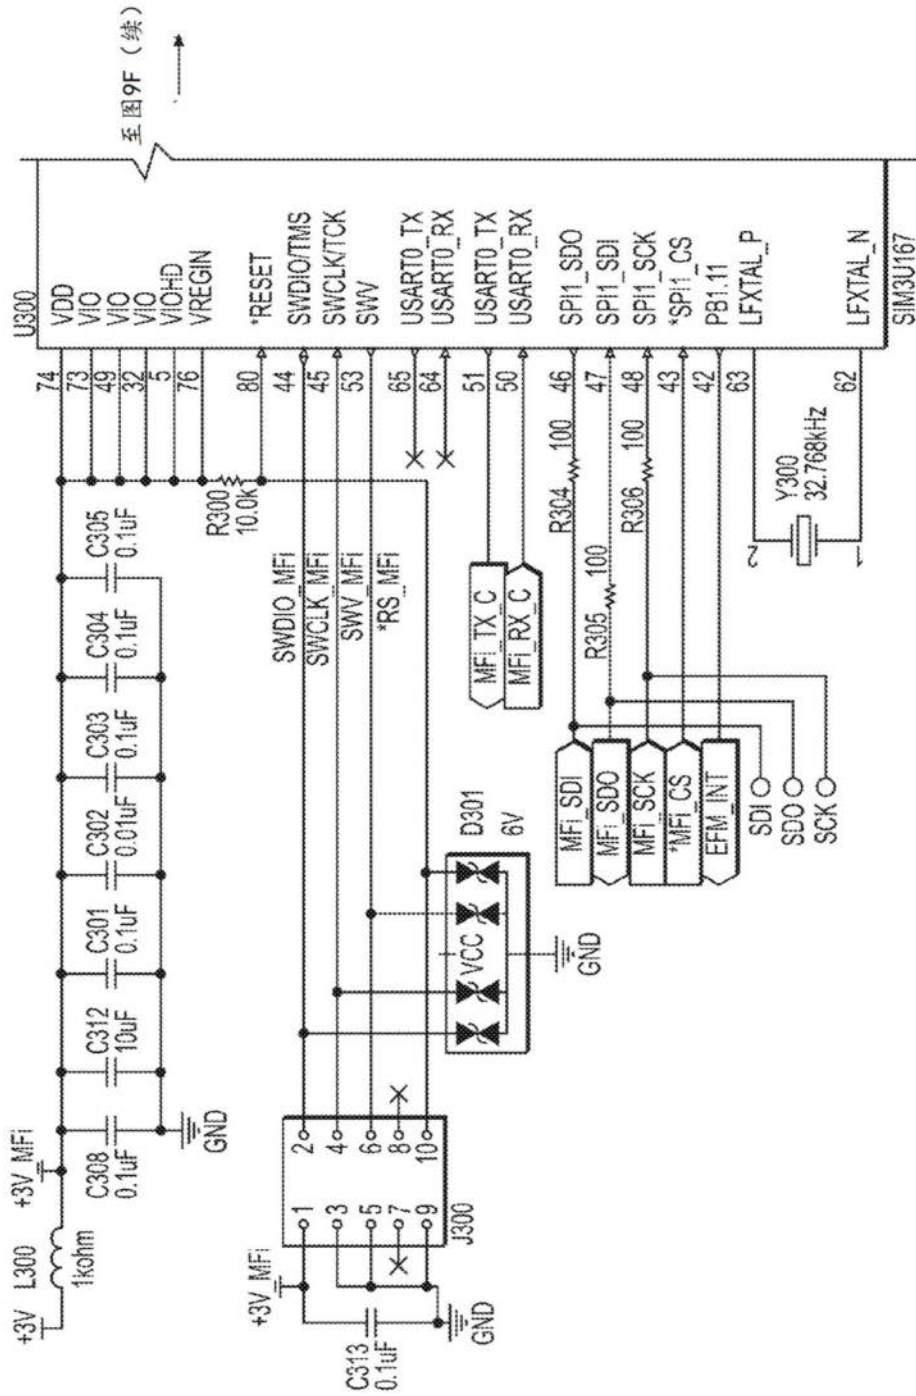 至图9F（续）
U300
VDD
VIO
VIO
VIO
VIOHD
VREGIN
*RESET
SWDIO/TMS
SWCLK/TCK
SWV
USART0_TX
USART0_RX
USART0_TX
USART0_RX
SPI1_SDO
SPI1_SDI
SPI1_SCK
*SPI1_CS
PB1.11
LFXTAL_P
LFXTAL_N
SIM3U167
74
73
49
32
5
76
80
44
45
53
65
64
51
50
46
47
48
43
42
63
62
+3V
L300
1kohm
+3V_MFi
C308
0.1uF
C312
10uF
C301
0.1uF
C302
0.01uF
C303
0.1uF
C304
0.1uF
C305
0.1uF
GND
R300
10.0k
SWDIO_MFi
SWCLK_MFi
SWV_MFi
*RS_MFi
+3V_MFi
C313
0.1uF
GND
1
3
5
7
9
2
4
6
8
10
J300
D301
6V
VCC
GND
MFi_TX_C
MFi_RX_C
R304
100
R305
100
R306
100
MFi_SDI
MFi_SDO
MFi_SCK
*MFi_CS
EFM_INT
SDI
SDO
SCK
Y300
32.768kHz
2
1